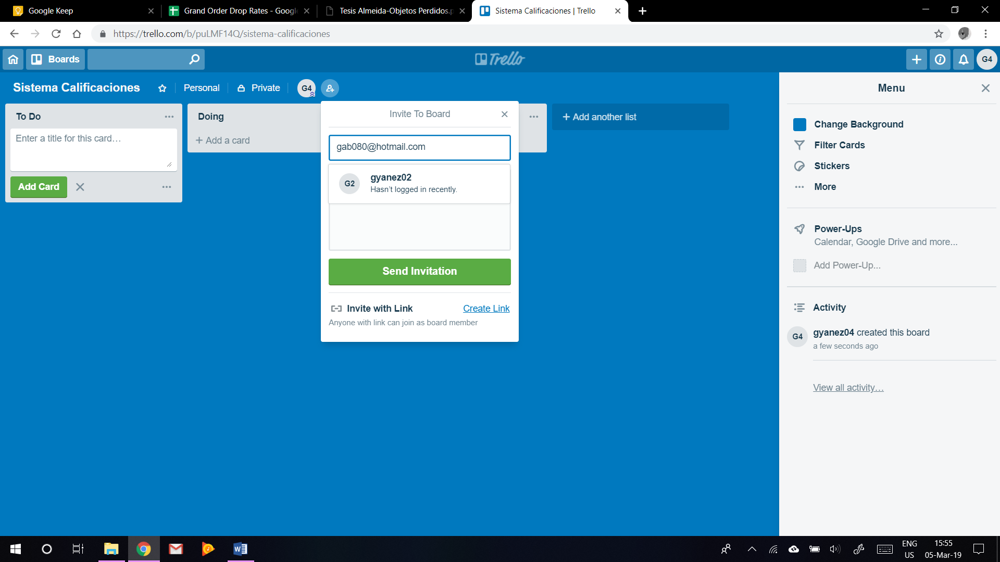 Google Keep
Grand Order Drop Rates - Googl
Tesis Almeida-Objetos Perdidos.p
Sistema Calificaciones | Trello
https://trello.com/b/puLMF14Q/sistema-calificaciones
Boards
Trello
G4
Sistema Calificaciones
Personal
Private
G4
To Do
Enter a title for this card…
Add Card
Doing
+ Add a card
Invite To Board
gab080@hotmail.com
G2
gyanez02
Hasn't logged in recently.
Send Invitation
Invite with Link
Create Link
Anyone with link can join as board member
+ Add another list
Menu
Change Background
Filter Cards
Stickers
More
Power-Ups
Calendar, Google Drive and more...
Add Power-Up...
Activity
G4
gyanez04 created this board
a few seconds ago
View all activity…
ENG
US
15:55
05-Mar-19